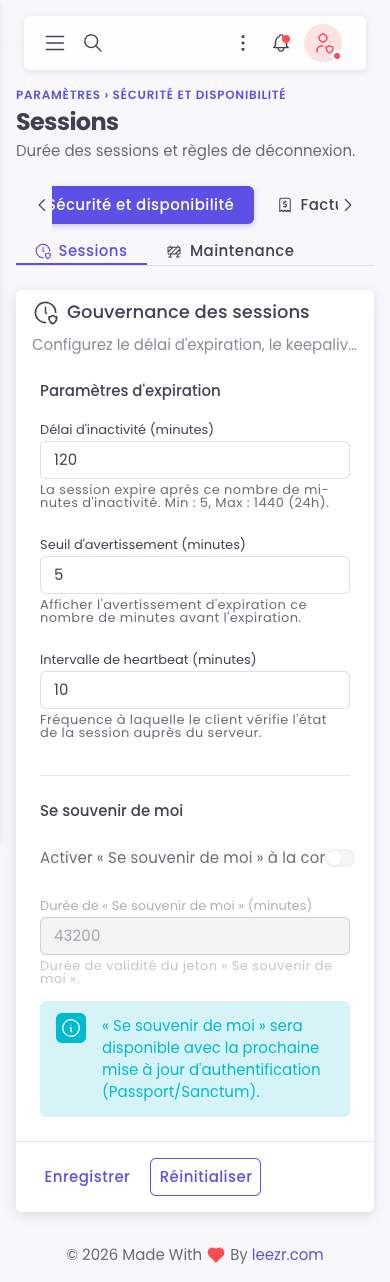 PARAMÈTRES › SÉCURITÉ ET DISPONIBILITÉ
Sessions
Durée des sessions et règles de déconnexion.
Sécurité et disponibilité
Factu
Sessions
Maintenance
Gouvernance des sessions
Configurez le délai d'expiration, le keepaliv...
Paramètres d'expiration
Délai d'inactivité (minutes)
120
La session expire après ce nombre de mi-
nutes d'inactivité. Min : 5, Max : 1440 (24h).
Seuil d'avertissement (minutes)
5
Afficher l'avertissement d'expiration ce
nombre de minutes avant l'expiration.
Intervalle de heartbeat (minutes)
10
Fréquence à laquelle le client vérifie l'état
de la session auprès du serveur.
Se souvenir de moi
Activer « Se souvenir de moi » à la con
Durée de « Se souvenir de moi » (minutes)
43200
Durée de validité du jeton « Se souvenir de
moi ».
« Se souvenir de moi » sera
disponible avec la prochaine
mise à jour d'authentification
(Passport/Sanctum).
Enregistrer
Réinitialiser
© 2026 Made With ❤ By leezr.com